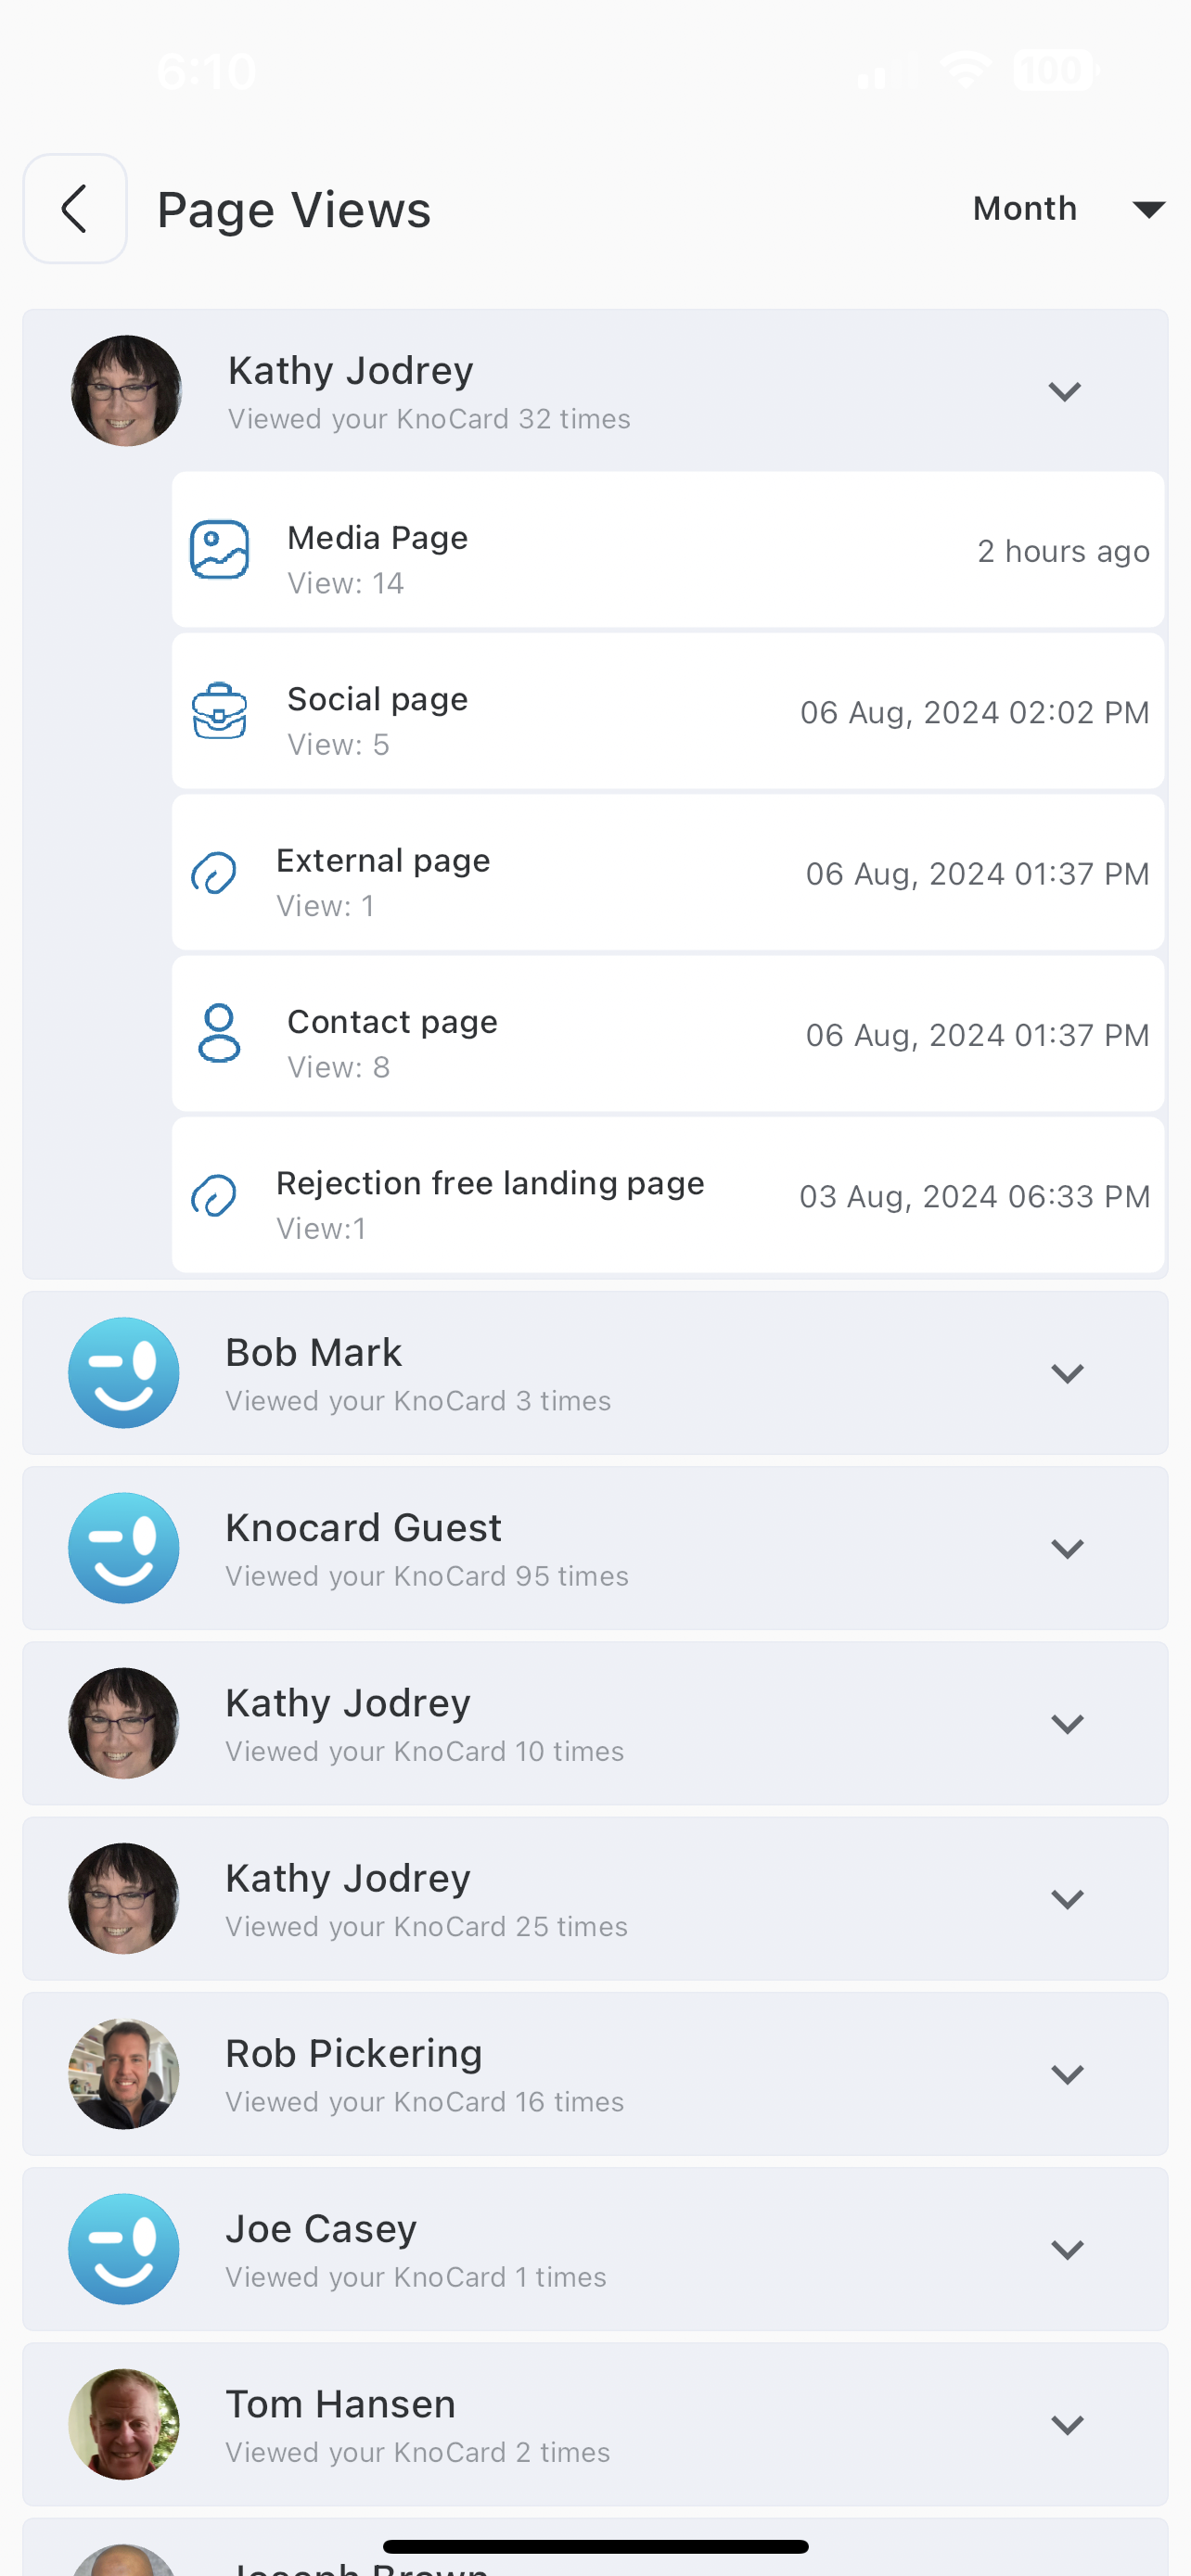 6:10
100
Page Views
Month
Kathy Jodrey
Viewed your KnoCard 32 times
Media Page
View: 14
2 hours ago
Social page
View: 5
06 Aug, 2024 02:02 PM
External page
View: 1
06 Aug, 2024 01:37 PM
Contact page
View: 8
06 Aug, 2024 01:37 PM
Rejection free landing page
View:1
03 Aug, 2024 06:33 PM
Bob Mark
Viewed your KnoCard 3 times
Knocard Guest
Viewed your KnoCard 95 times
Kathy Jodrey
Viewed your KnoCard 10 times
Kathy Jodrey
Viewed your KnoCard 25 times
Rob Pickering
Viewed your KnoCard 16 times
Joe Casey
Viewed your KnoCard 1 times
Tom Hansen
Viewed your KnoCard 2 times
Joseph Brown